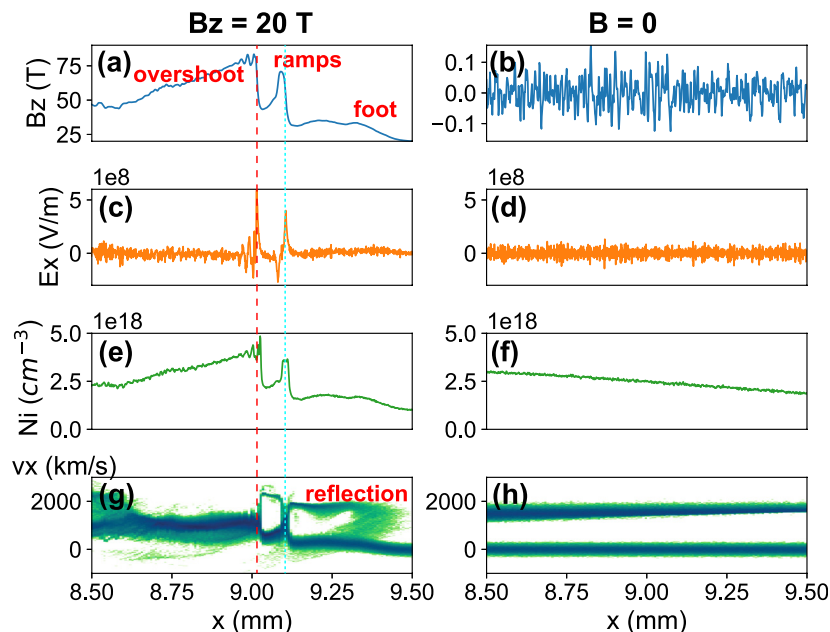 Bz = 20 T
B = 0
(a)
overshoot
ramps
foot
Bz (T)
75
50
25
(b)
0.1
0.0
−0.1
1e8
(c)
Ex (V/m)
5
0
1e8
(d)
5
0
1e18
(e)
Ni (cm⁻³)
5.0
2.5
0.0
1e18
(f)
5.0
2.5
0.0
vx (km/s)
(g)
reflection
2000
0
8.50 8.75 9.00 9.25 9.50
x (mm)
(h)
2000
0
8.50 8.75 9.00 9.25 9.50
x (mm)